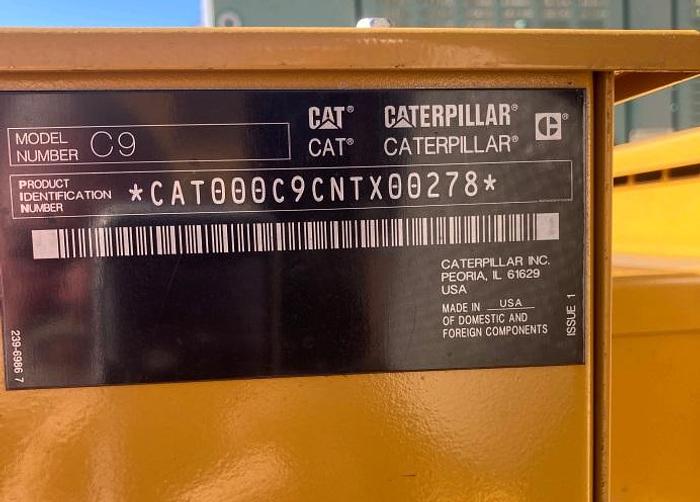 CAT® CATERPILLAR®
CAT® CATERPILLAR®
C
MODEL NUMBER C9
PRODUCT IDENTIFICATION NUMBER *CAT000C9CNTX00278*
CATERPILLAR INC.
PEORIA, IL 61629
USA
MADE IN USA
OF DOMESTIC AND
FOREIGN COMPONENTS
ISSUE 1
239-6986 7